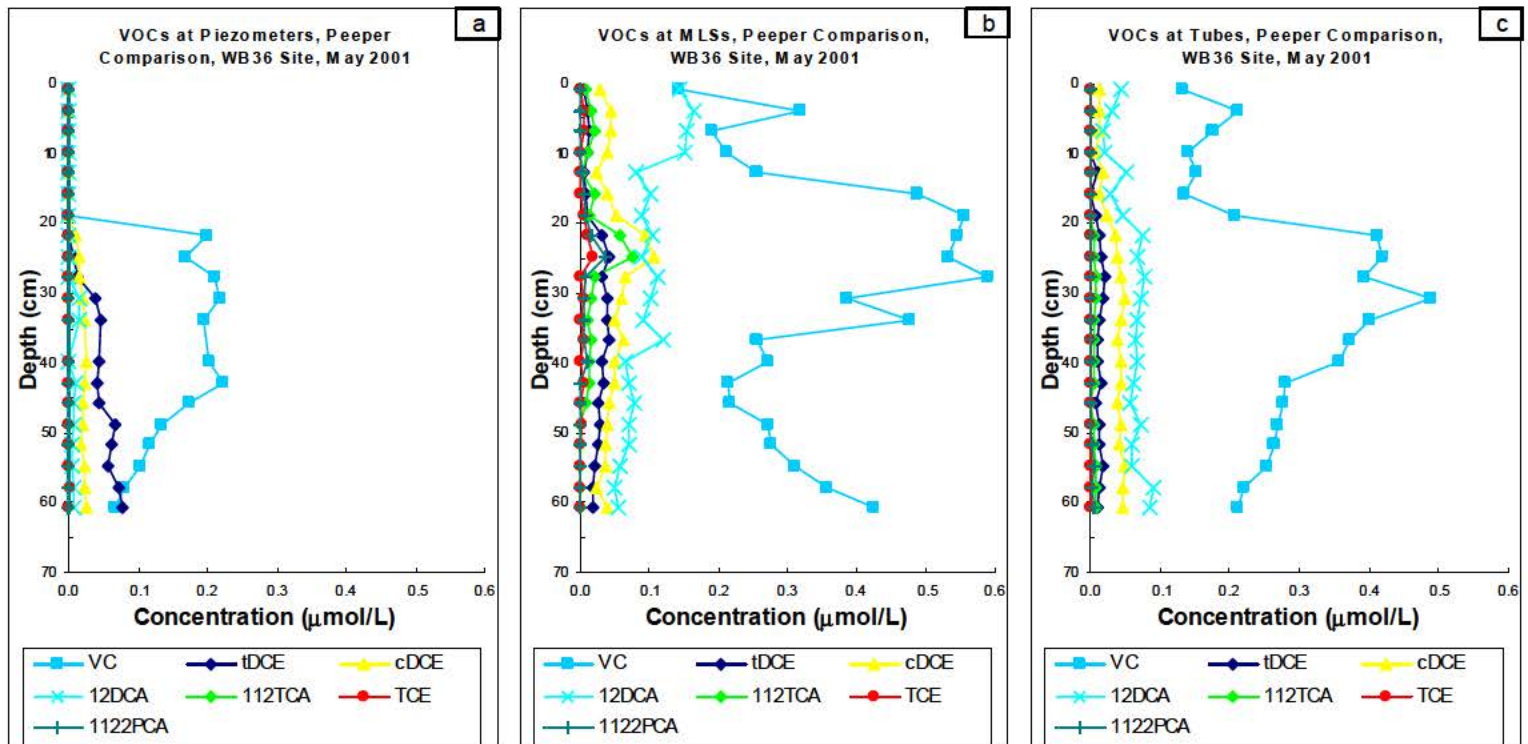 a
VOCs at Piezometers, Peeper
Comparison, WB36 Site, May 2001
0
10
20
30
40
50
60
70
Depth (cm)
0.0 0.1 0.2 0.3 0.4 0.5 0.6
Concentration (μmol/L)
VC tDCE cDCE
12DCA 112TCA TCE
1122PCA
b
VOCs at MLSs, Peeper Comparison,
WB36 Site, May 2001
0
10
20
30
40
50
60
70
Depth (cm)
0.0 0.1 0.2 0.3 0.4 0.5 0.6
Concentration (μmol/L)
VC tDCE cDCE
12DCA 112TCA TCE
1122PCA
c
VOCs at Tubes, Peeper Comparison,
WB36 Site, May 2001
0
10
20
30
40
50
60
70
Depth (cm)
0.0 0.1 0.2 0.3 0.4 0.5 0.6
Concentration (μmol/L)
VC tDCE cDCE
12DCA 112TCA TCE
1122PCA